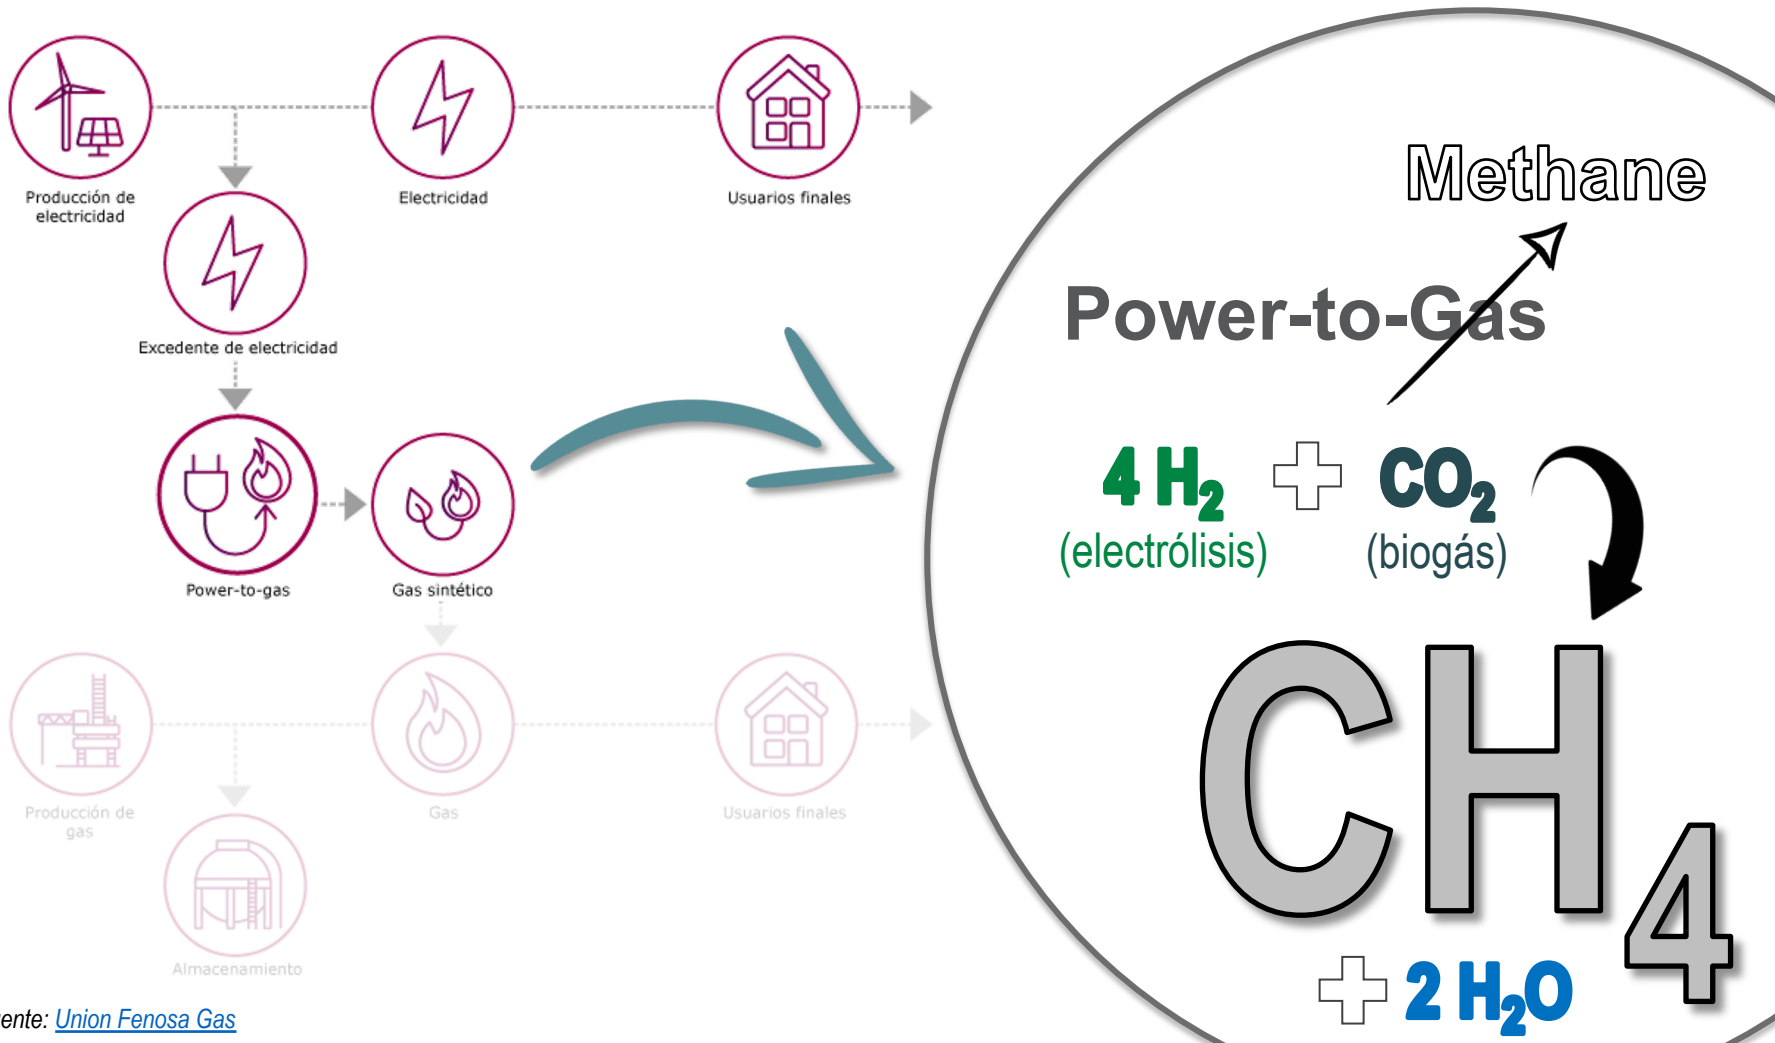 Producción de
electricidad
Electricidad
Usuarios finales
Excedente de electricidad
Power-to-gas
Gas sintético
Producción de
gas
Gas
Usuarios finales
Almacenamiento
ente: Union Fenosa Gas
Methane
Power-to-Gas
4 H₂ + CO₂
(electrólisis) (biogás)
CH₄
+ 2 H₂O